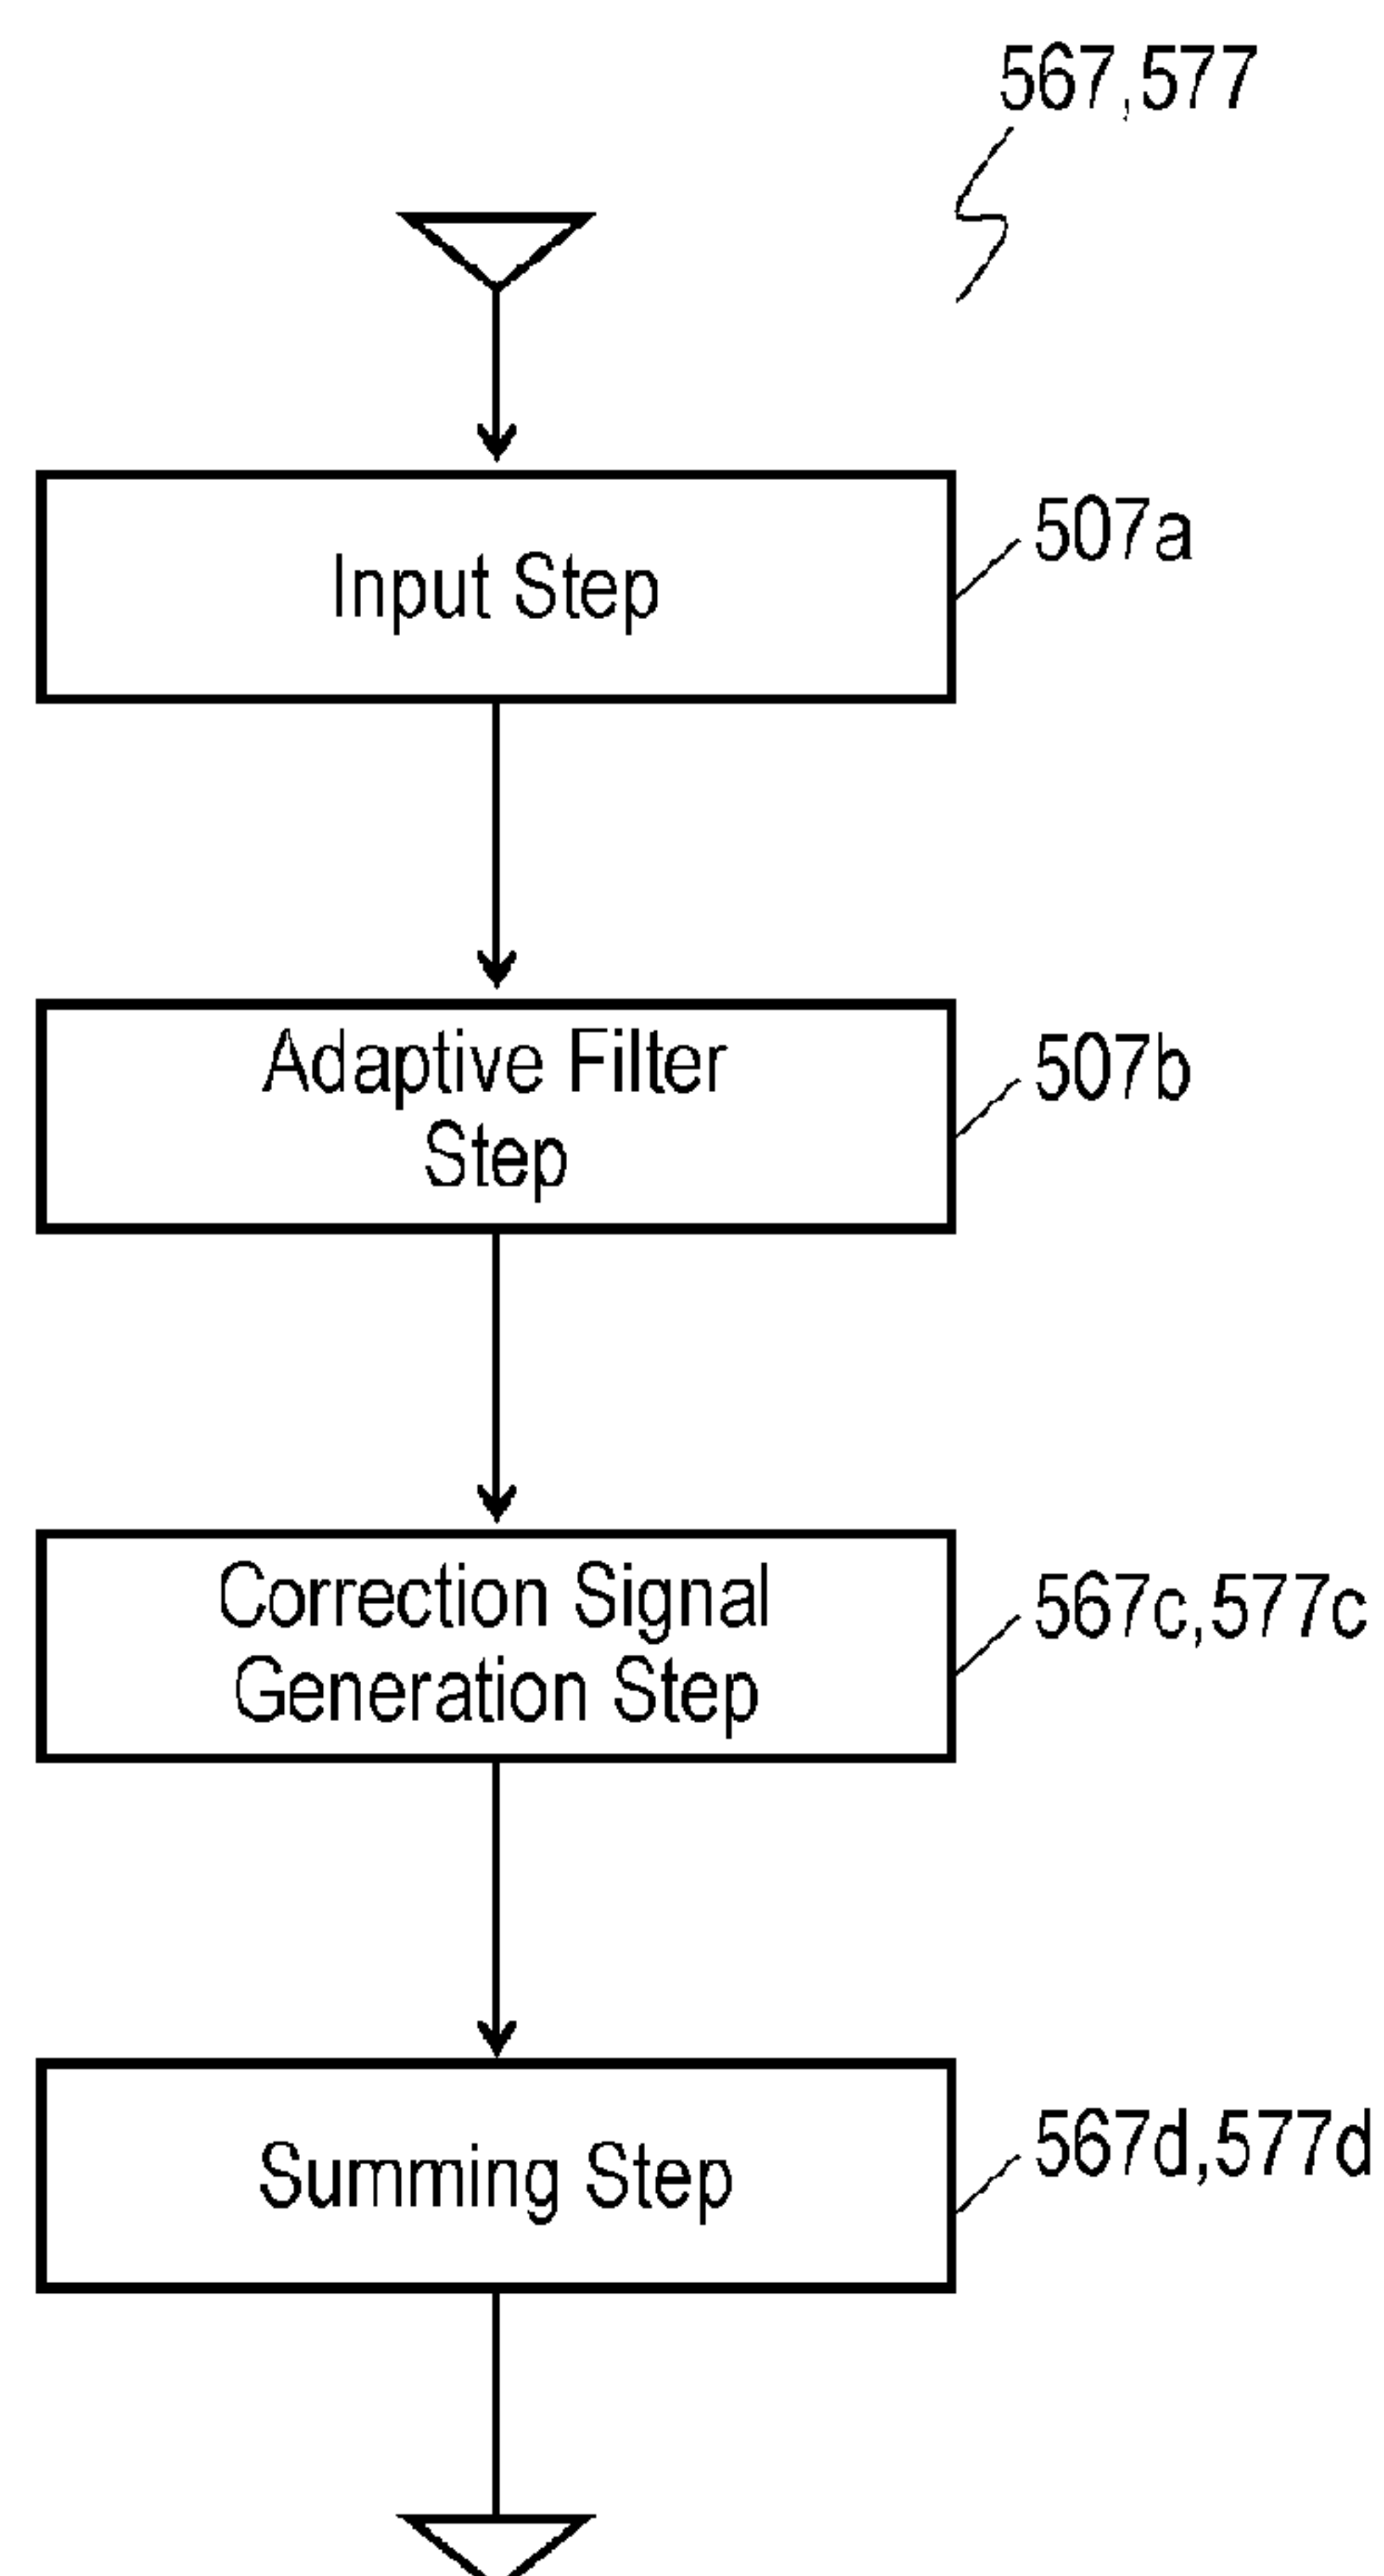 567,577
Input Step
507a
Adaptive Filter
Step
507b
Correction Signal
Generation Step
567c,577c
Summing Step
567d,577d